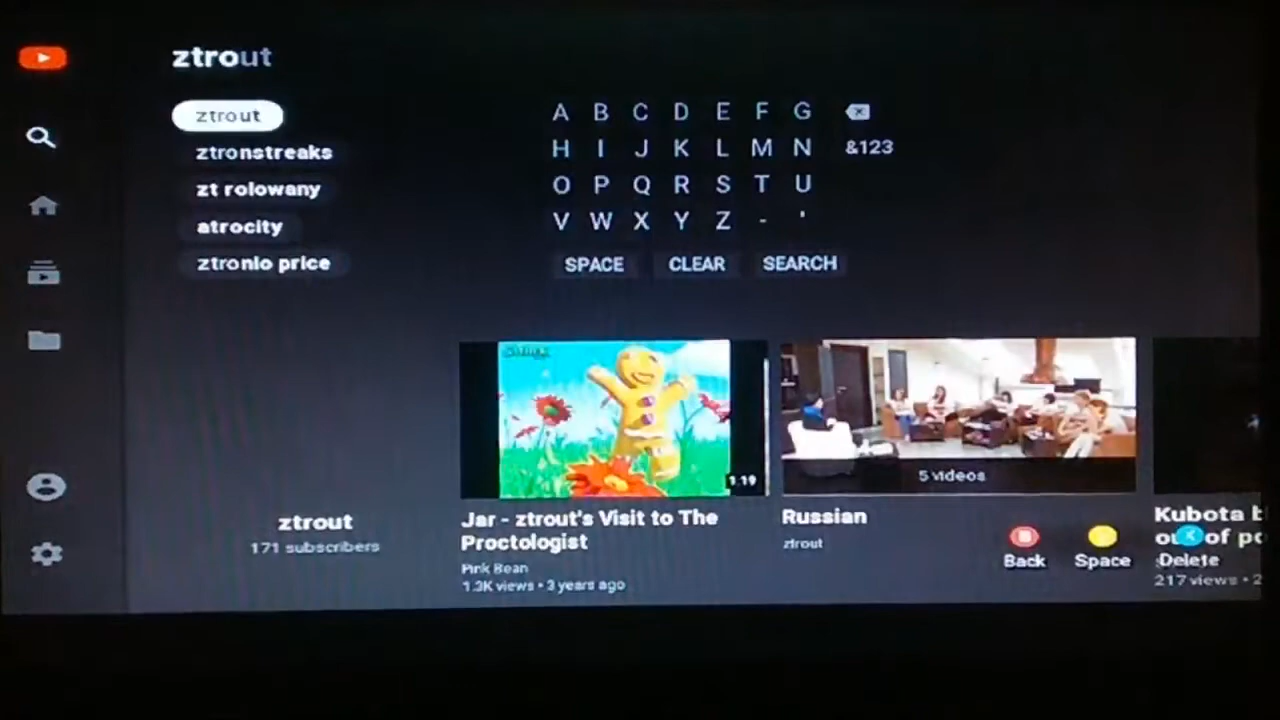 ztrout
ztrout
ztronstreaks
zt rolowany
atrocity
ztronio price
A B C D E F G
H I J K L M N &123
O P Q R S T U
V W X Y Z - '
SPACE CLEAR SEARCH
1:19
5 videos
ztrout
171 subscribers
Jar - ztrout's Visit to The
Proctologist
Pink Bean
1.3K views • 3 years ago
Russian
ztrout
Kubota
of
217 views •
Back
Space
Delete